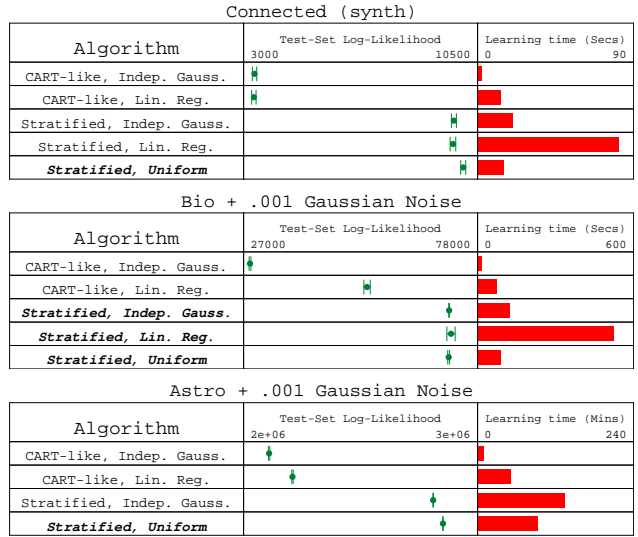 Connected (synth)
Algorithm Test-Set Log-Likelihood Learning time (Secs)
3000 10500 0 90
CART-like, Indep. Gauss.
CART-like, Lin. Reg.
Stratified, Indep. Gauss.
Stratified, Lin. Reg.
Stratified, Uniform
Bio + .001 Gaussian Noise
Algorithm Test-Set Log-Likelihood Learning time (Secs)
27000 78000 0 600
CART-like, Indep. Gauss.
CART-like, Lin. Reg.
Stratified, Indep. Gauss.
Stratified, Lin. Reg.
Stratified, Uniform
Astro + .001 Gaussian Noise
Algorithm Test-Set Log-Likelihood Learning time (Mins)
2e+06 3e+06 0 240
CART-like, Indep. Gauss.
CART-like, Lin. Reg.
Stratified, Indep. Gauss.
Stratified, Uniform